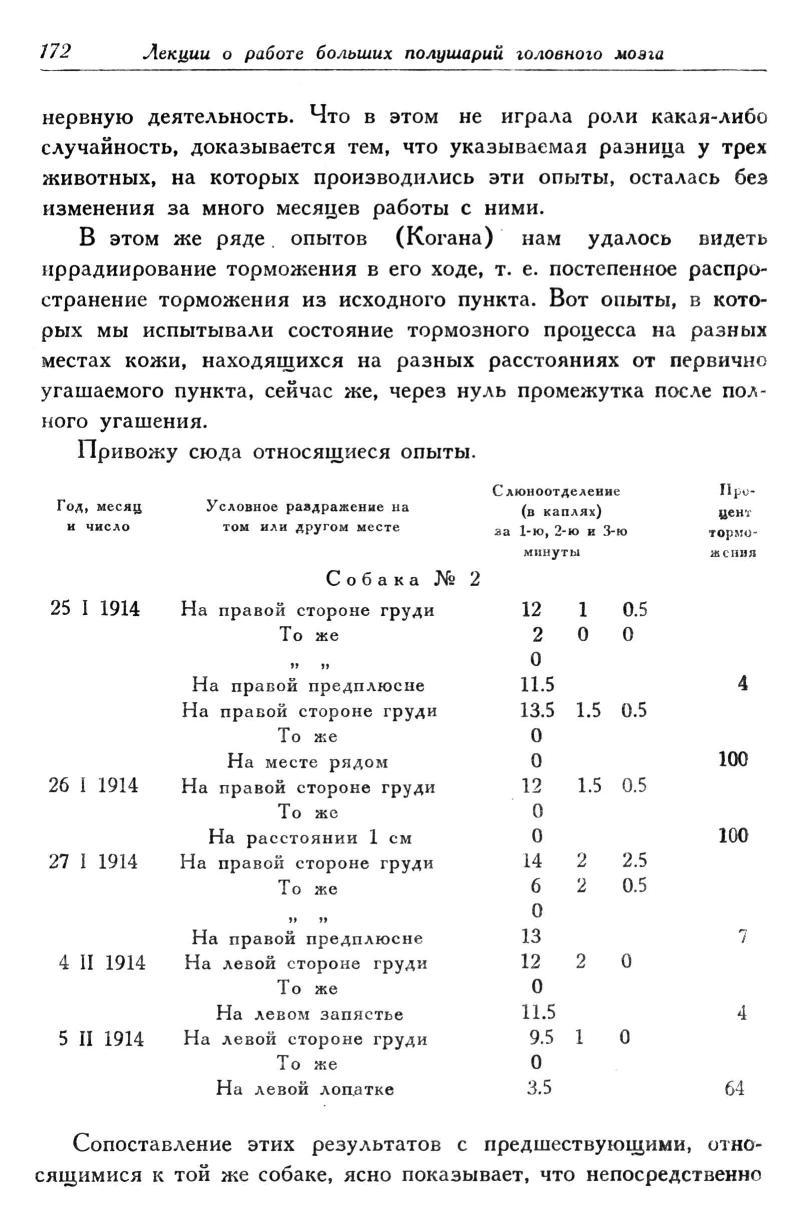 172 Лекции о работе больших полушарий головного мозга
нервную деятельность. Что в этом не играла роли какая-либо
случайность, доказывается тем, что указываемая разница у трех
животных, на которых производились эти опыты, осталась без
изменения за много месяцев работы с ними.
В этом же ряде опытов (Когана) нам удалось видеть
иррадиирование торможения в его ходе, т. е. постепенное распро-
странение торможения из исходного пункта. Вот опыты, в кото-
рых мы испытывали состояние тормозного процесса на разных
местах кожи, находящихся на разных расстояниях от первично
угашаемого пункта, сейчас же, через нуль промежутка после пол-
ного угашения.
Привожу сюда относящиеся опыты.
Год, месяц
и число
Условное раздражение на
том или другом месте
Слюноотделение
(в каплях)
за 1-ю, 2-ю и 3-ю
минуты
Про-
цент
тормо-
жения
Собака № 2
25 I 1914 На правой стороне груди 12 1 0.5
То же 2 0 0
„ „ 0
На правой предплюсне 11.5 4
На правой стороне груди 13.5 1.5 0.5
То же 0
На месте рядом 0 100
26 I 1914 На правой стороне груди 12 1.5 0.5
То же 0
На расстоянии 1 см 0 100
27 I 1914 На правой стороне груди 14 2 2.5
То же 6 2 0.5
„ „ 0
На правой предплюсне 13 7
4 II 1914 На левой стороне груди 12 2 0
То же 0
На левом запястье 11.5 4
5 II 1914 На левой стороне груди 9.5 1 0
То же 0
На левой лопатке 3.5 64
Сопоставление этих результатов с предшествующими, отно-
сящимися к той же собаке, ясно показывает, что непосредственно